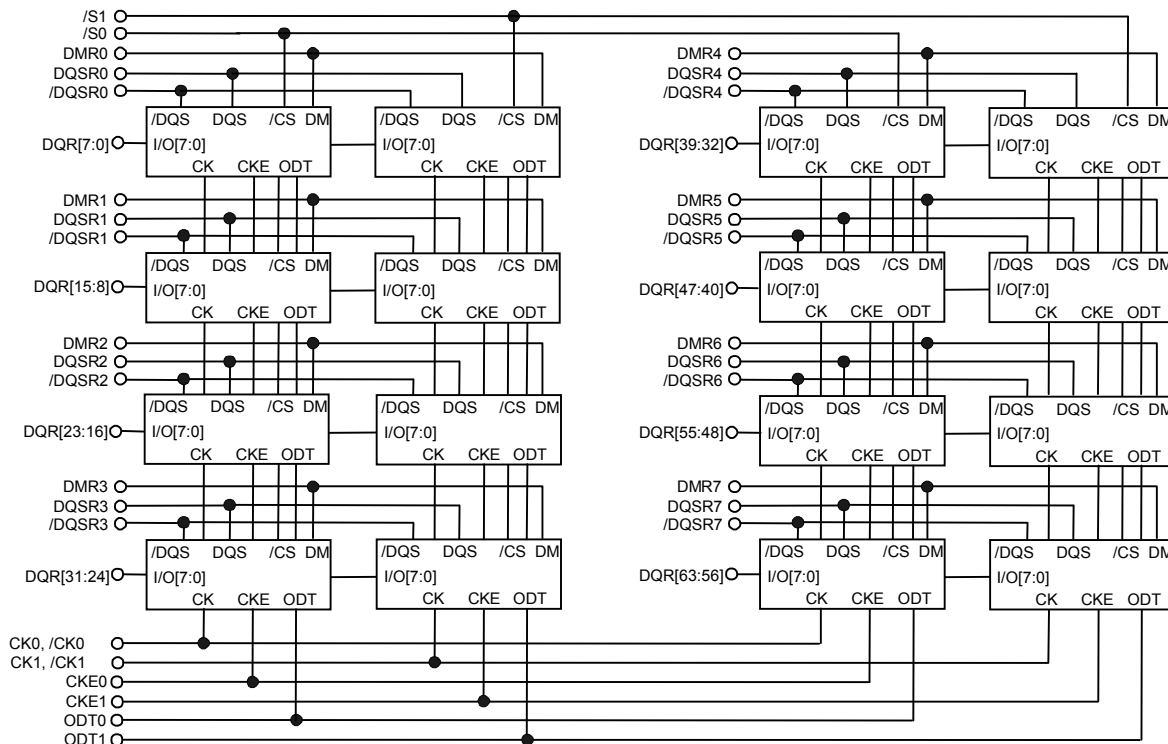 /S1
/S0
DMR0 DMR4
DQSR0 DQSR4
/DQSR0 /DQSR4
/DQS DQS /CS DM /DQS DQS /CS DM /DQS DQS /CS DM /DQS DQS /CS DM
DQR[7:0] I/O[7:0] I/O[7:0] DQR[39:32] I/O[7:0] I/O[7:0]
CK CKE ODT CK CKE ODT CK CKE ODT CK CKE ODT
DMR1 DMR5
DQSR1 DQSR5
/DQSR1 /DQSR5
/DQS DQS /CS DM /DQS DQS /CS DM /DQS DQS /CS DM /DQS DQS /CS DM
DQR[15:8] I/O[7:0] I/O[7:0] DQR[47:40] I/O[7:0] I/O[7:0]
CK CKE ODT CK CKE ODT CK CKE ODT CK CKE ODT
DMR2 DMR6
DQSR2 DQSR6
/DQSR2 /DQSR6
/DQS DQS /CS DM /DQS DQS /CS DM /DQS DQS /CS DM /DQS DQS /CS DM
DQR[23:16] I/O[7:0] I/O[7:0] DQR[55:48] I/O[7:0] I/O[7:0]
CK CKE ODT CK CKE ODT CK CKE ODT CK CKE ODT
DMR3 DMR7
DQSR3 DQSR7
/DQSR3 /DQSR7
/DQS DQS /CS DM /DQS DQS /CS DM /DQS DQS /CS DM /DQS DQS /CS DM
DQR[31:24] I/O[7:0] I/O[7:0] DQR[63:56] I/O[7:0] I/O[7:0]
CK CKE ODT CK CKE ODT CK CKE ODT CK CKE ODT
CK0, /CK0
CK1, /CK1
CKE0
CKE1
ODT0
ODT1